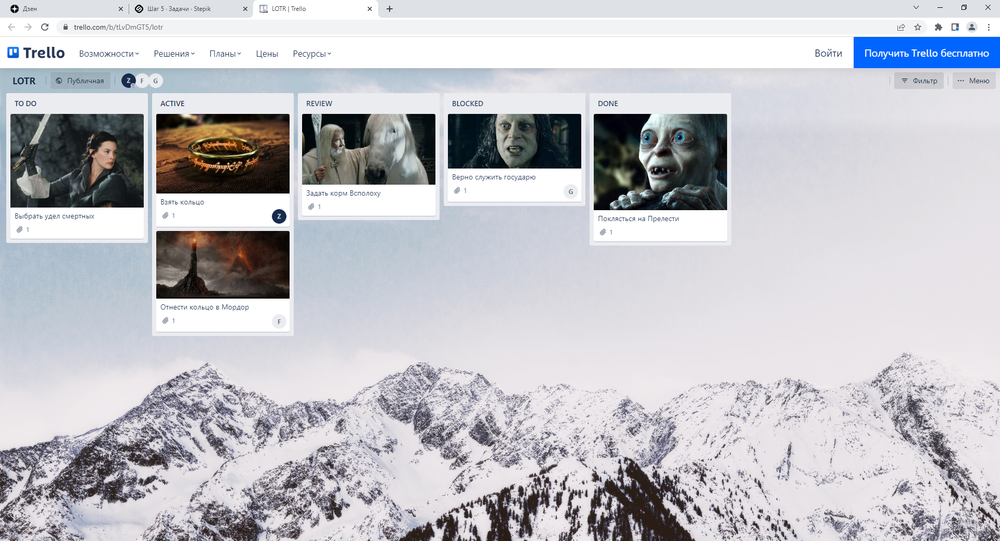 Дзен
Шаг 5 · Задачи · Stepik
LOTR | Trello
trello.com/b/tLvDmGT5/lotr
Trello
Возможности
Решения
Планы
Цены
Ресурсы
Войти
Получить Trello бесплатно
LOTR
Публичная
Z
F
G
Фильтр
Меню
TO DO
Выбрать удел смертных
1
ACTIVE
Взять кольцо
1
Z
Отнести кольцо в Мордор
1
F
REVIEW
Задать корм Всполоху
1
BLOCKED
Верно служить государю
1
G
DONE
Поклясться на Прелести
1